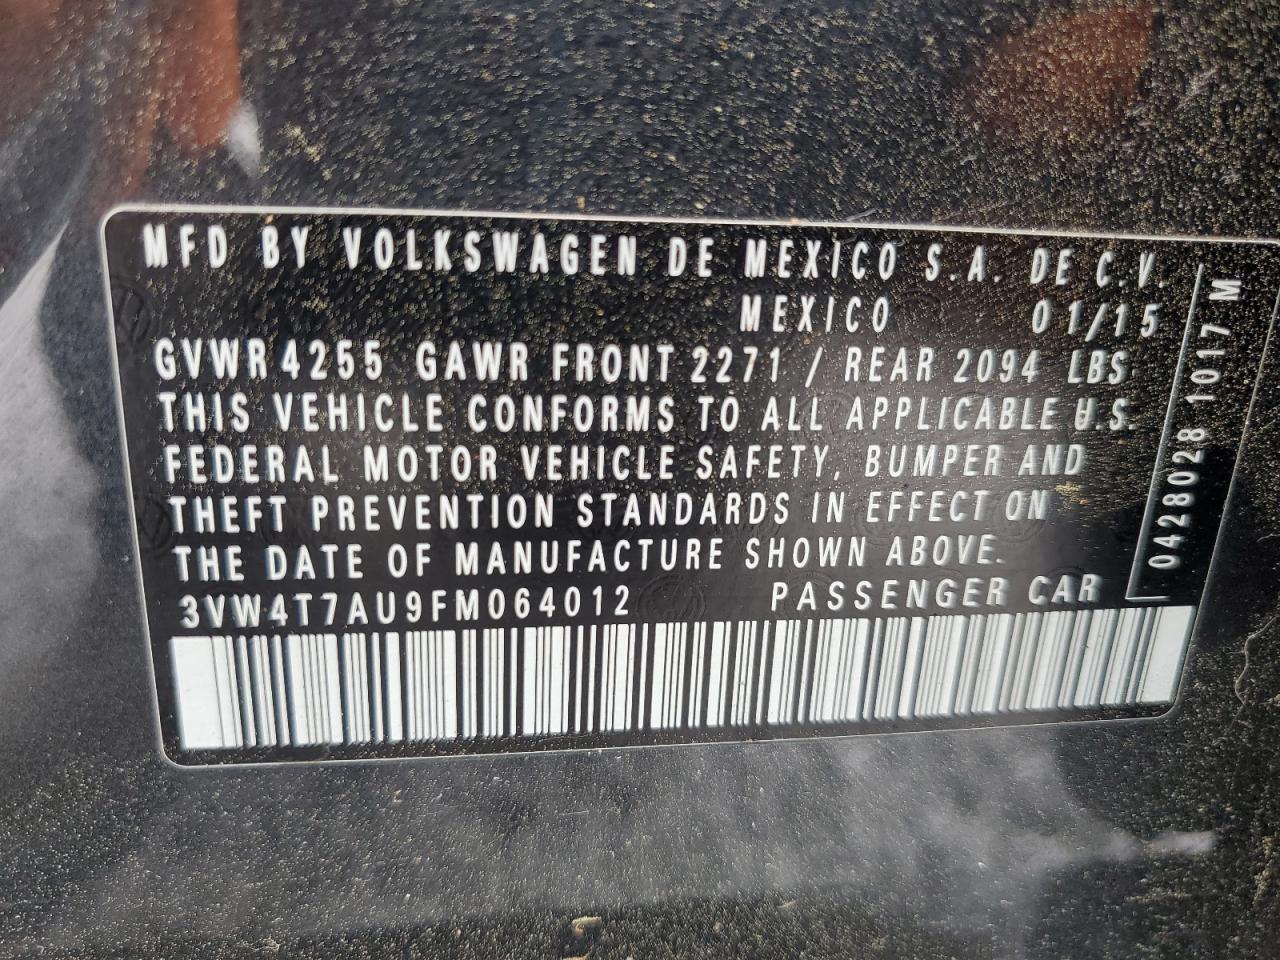 MFD BY VOLKSWAGEN DE MEXICO S.A. DE C.V.
MEXICO 01/15
GVWR 4255 GAWR FRONT 2271 / REAR 2094 LBS
THIS VEHICLE CONFORMS TO ALL APPLICABLE U.S.
FEDERAL MOTOR VEHICLE SAFETY, BUMPER AND
THEFT PREVENTION STANDARDS IN EFFECT ON
THE DATE OF MANUFACTURE SHOWN ABOVE.
3VW4T7AU9FM064012 PASSENGER CAR
0428028 1017 M